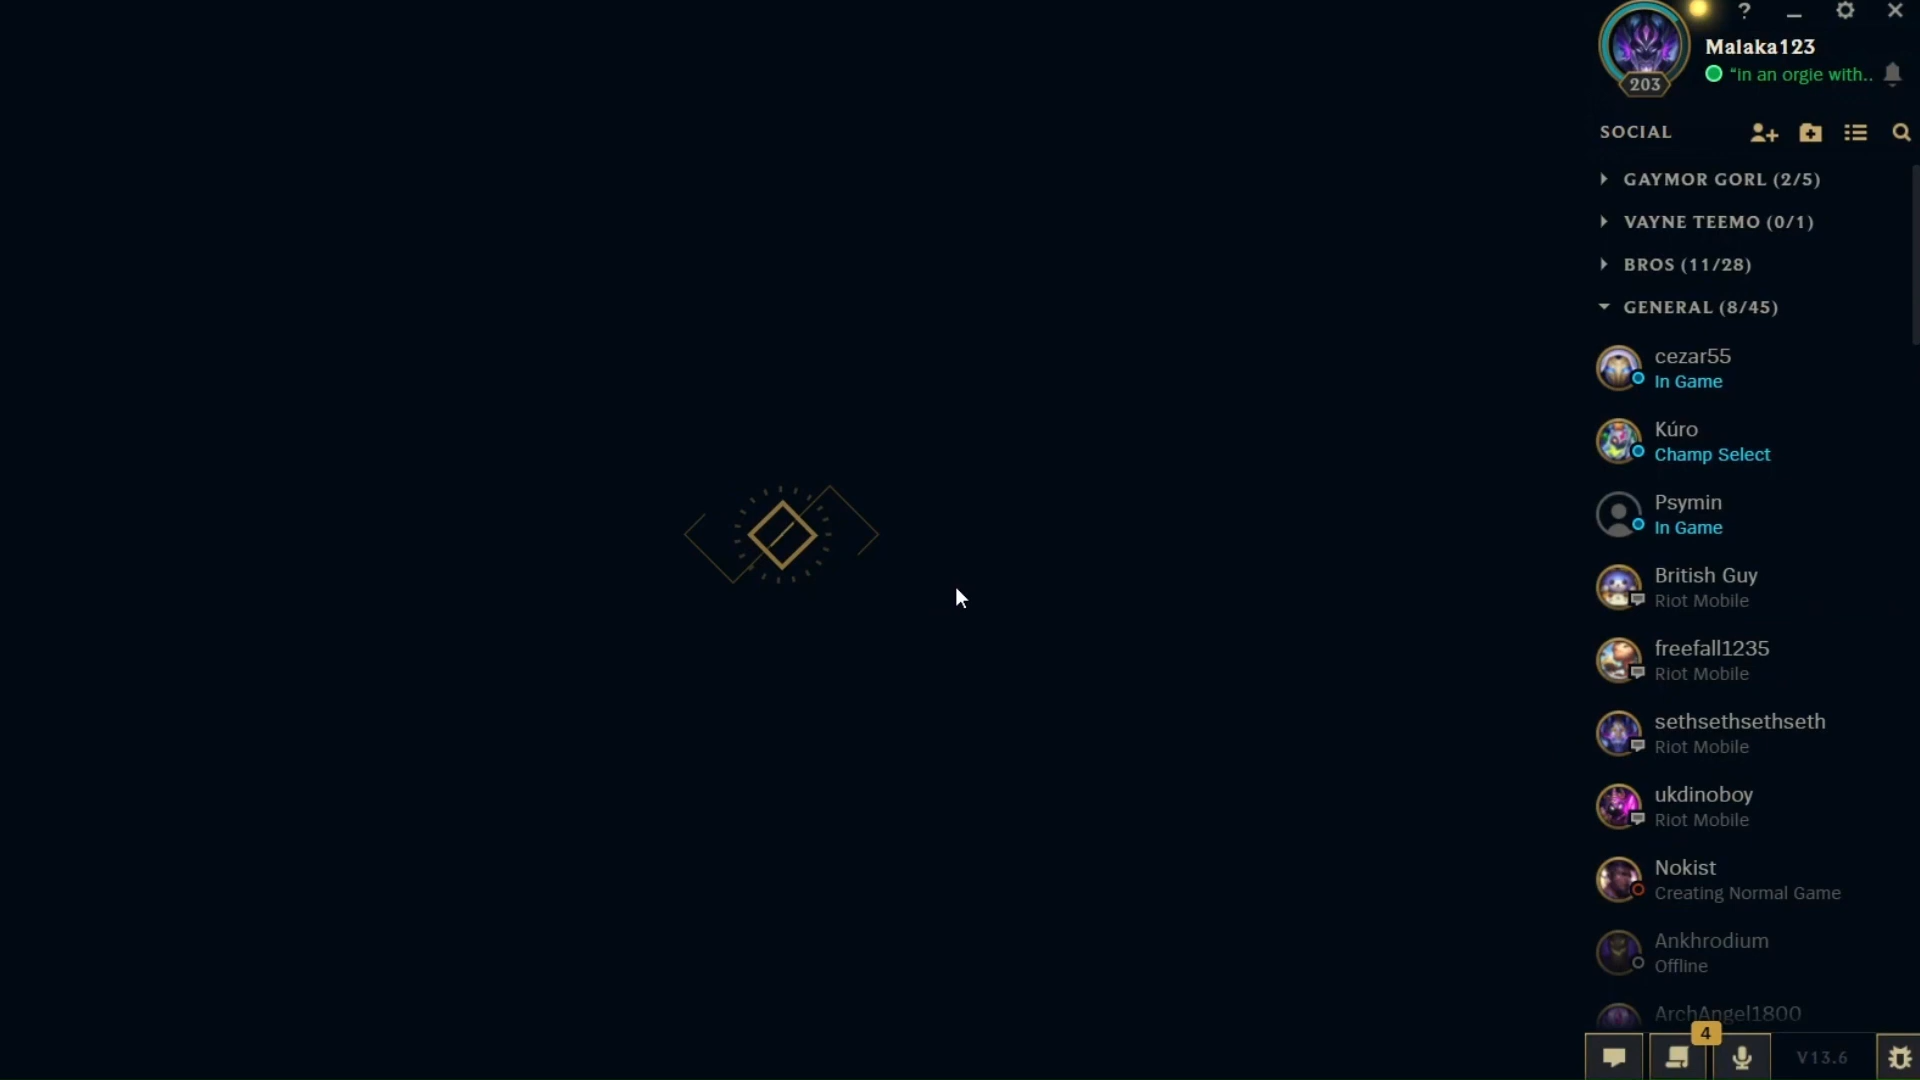 ?
Malaka123
203
"in an orgie with..
SOCIAL
GAYMOR GORL (2/5)
VAYNE TEEMO (0/1)
BROS (11/28)
GENERAL (8/45)
cezar55
In Game
Kúro
Champ Select
Psymin
In Game
British Guy
Riot Mobile
freefall1235
Riot Mobile
sethsethsethseth
Riot Mobile
ukdinoboy
Riot Mobile
Nokist
Creating Normal Game
Ankhrodium
Offline
ArchAngel1800
4
V13.6